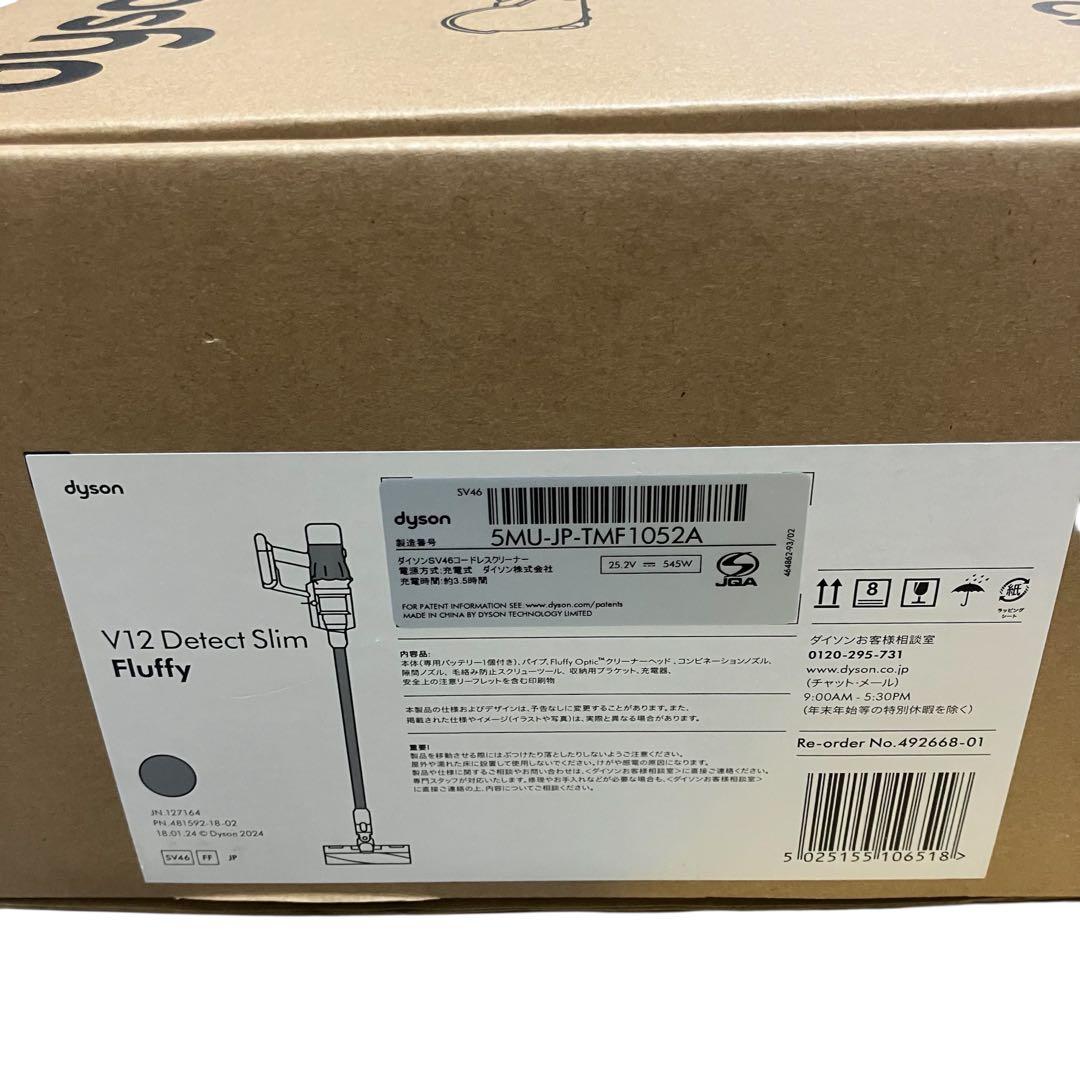 dyson
dyson
V12 Detect Slim
Fluffy
JN.127164
PN.481592-18-02
18.01.24 © Dyson 2024
SV46 FF JP
SV46
dyson
製造番号
5MU-JP-TMF1052A
ダイソンSV46コードレスクリーナー
電源方式:充電式 ダイソン株式会社
充電時間:約3.5時間
25.2V ⎓ 545W
JQA
FOR PATENT INFORMATION SEE www.dyson.com/patents
MADE IN CHINA BY DYSON TECHNOLOGY LIMITED
464862-93/02
内容品:
本体(専用バッテリー1個付き)、パイプ、Fluffy Optic™クリーナーヘッド、コンビネーションノズル、
隙間ノズル、毛絡み防止スクリューツール、収納用ブラケット、充電器、
安全上の注意リーフレットを含む印刷物
本製品の仕様およびデザインは、予告なしに変更することがあります。また、
掲載された仕様やイメージ(イラストや写真)は、実際と異なる場合があります。
重要!
製品を移動させる際にはぶつけたり落としたりしないようご注意ください。
屋外や濡れた床に設置して使用しないでください。けがや感電の原因になります。
製品や仕様に関するご相談やお問い合わせは、<ダイソンお客様相談室>に直接ご連絡ください。
専門スタッフが対応いたします。修理やお手入れなどが必要な場合も、<ダイソンお客様相談室>
に直接ご連絡の上、内容についてご相談ください。
8
紙
ラッピング
シート
ダイソンお客様相談室
0120-295-731
www.dyson.co.jp
(チャット・メール)
9:00AM - 5:30PM
(年末年始等の特別休暇を除く)
Re-order No.492668-01
5 025155 106518 >